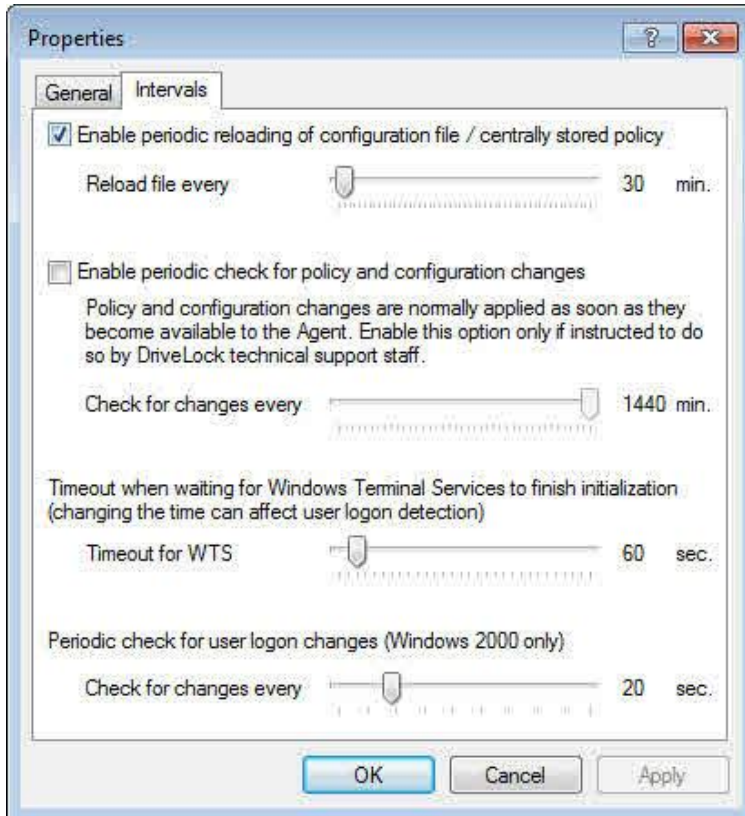 Properties
General Intervals
Enable periodic reloading of configuration file / centrally stored policy
Reload file every 30 min.
Enable periodic check for policy and configuration changes
Policy and configuration changes are normally applied as soon as they
become available to the Agent. Enable this option only if instructed to do
so by DriveLock technical support staff.
Check for changes every 1440 min.
Timeout when waiting for Windows Terminal Services to finish initialization
(changing the time can affect user logon detection)
Timeout for WTS 60 sec.
Periodic check for user logon changes (Windows 2000 only)
Check for changes every 20 sec.
OK Cancel Apply